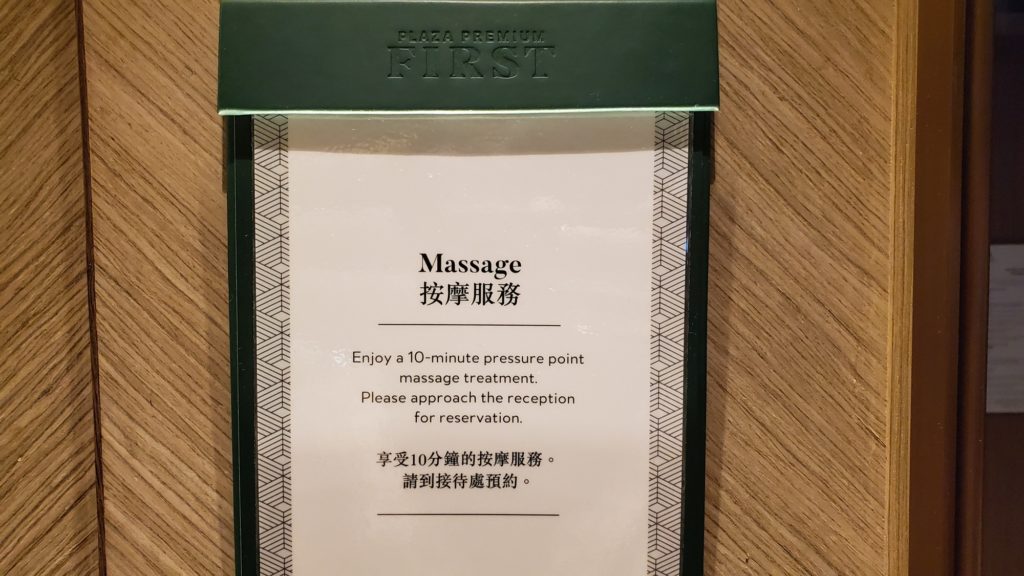 PLAZA PREMIUM
FIRST
Massage
按摩服務
Enjoy a 10-minute pressure point
massage treatment.
Please approach the reception
for reservation.
享受10分鐘的按摩服務。
請到接待處預約。